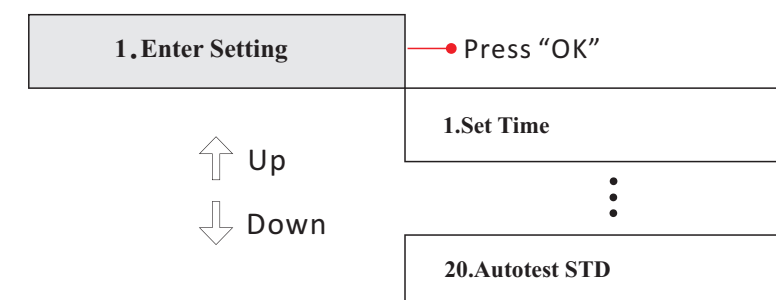 1.Enter Setting
Press “OK”
1.Set Time
Up
Down
20.Autotest STD